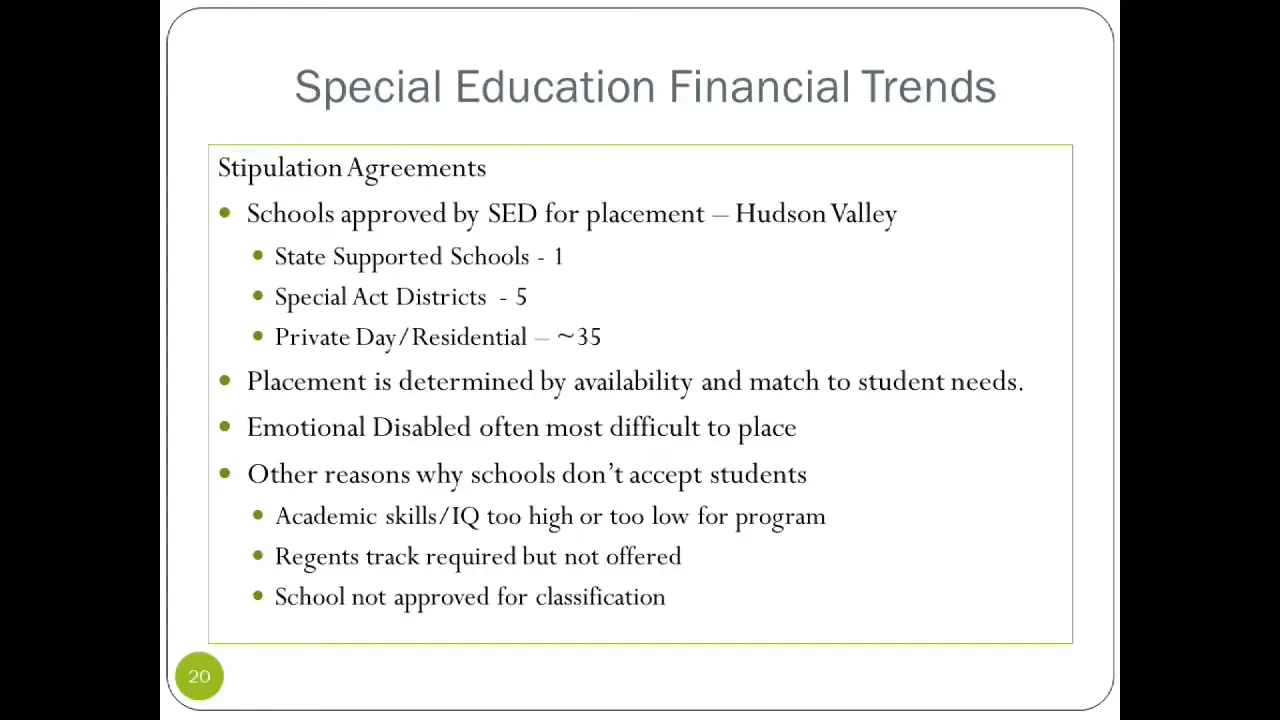 Special Education Financial Trends
Stipulation Agreements
Schools approved by SED for placement – Hudson Valley
State Supported Schools - 1
Special Act Districts - 5
Private Day/Residential – ~35
Placement is determined by availability and match to student needs.
Emotional Disabled often most difficult to place
Other reasons why schools don’t accept students
Academic skills/IQ too high or too low for program
Regents track required but not offered
School not approved for classification
20